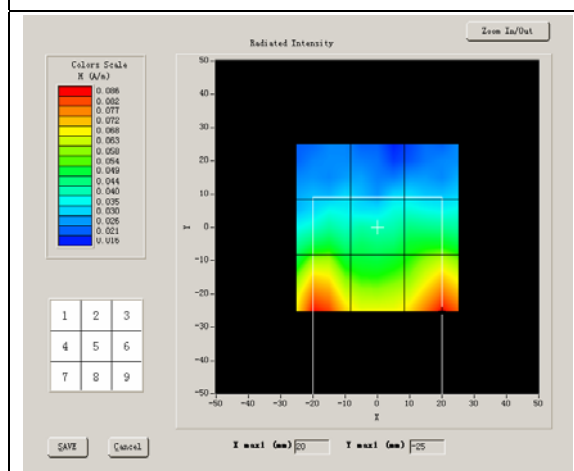 Zoom In/Out
Radiated Intensity
Colors Scale
H (A/m)
0.086
0.082
0.077
0.072
0.068
0.063
0.058
0.054
0.049
0.044
0.040
0.035
0.030
0.026
0.021
0.016
50
40
30
20
10
Y
0
-10
-20
-30
-40
-50
-50 -40 -30 -20 -10 0 10 20 30 40 50
X
1 2 3
4 5 6
7 8 9
SAVE Cancel
X max1 (mm) 20 Y max1 (mm) -25